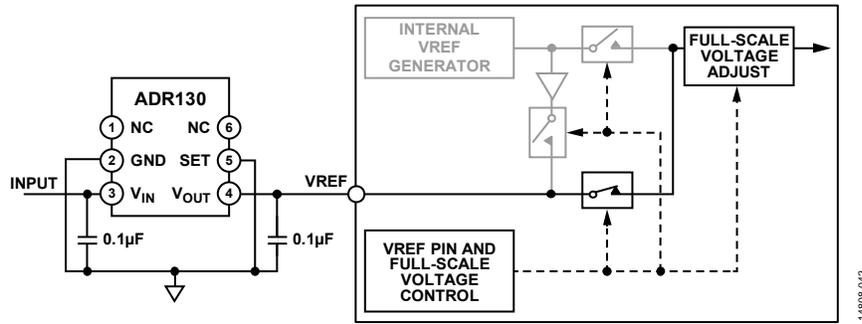 INTERNAL
VREF
GENERATOR
FULL-SCALE
VOLTAGE
ADJUST
ADR130
1 NC
NC 6
2 GND
SET 5
INPUT
3 VIN
VOUT 4
VREF
0.1µF
0.1µF
VREF PIN AND
FULL-SCALE
VOLTAGE
CONTROL